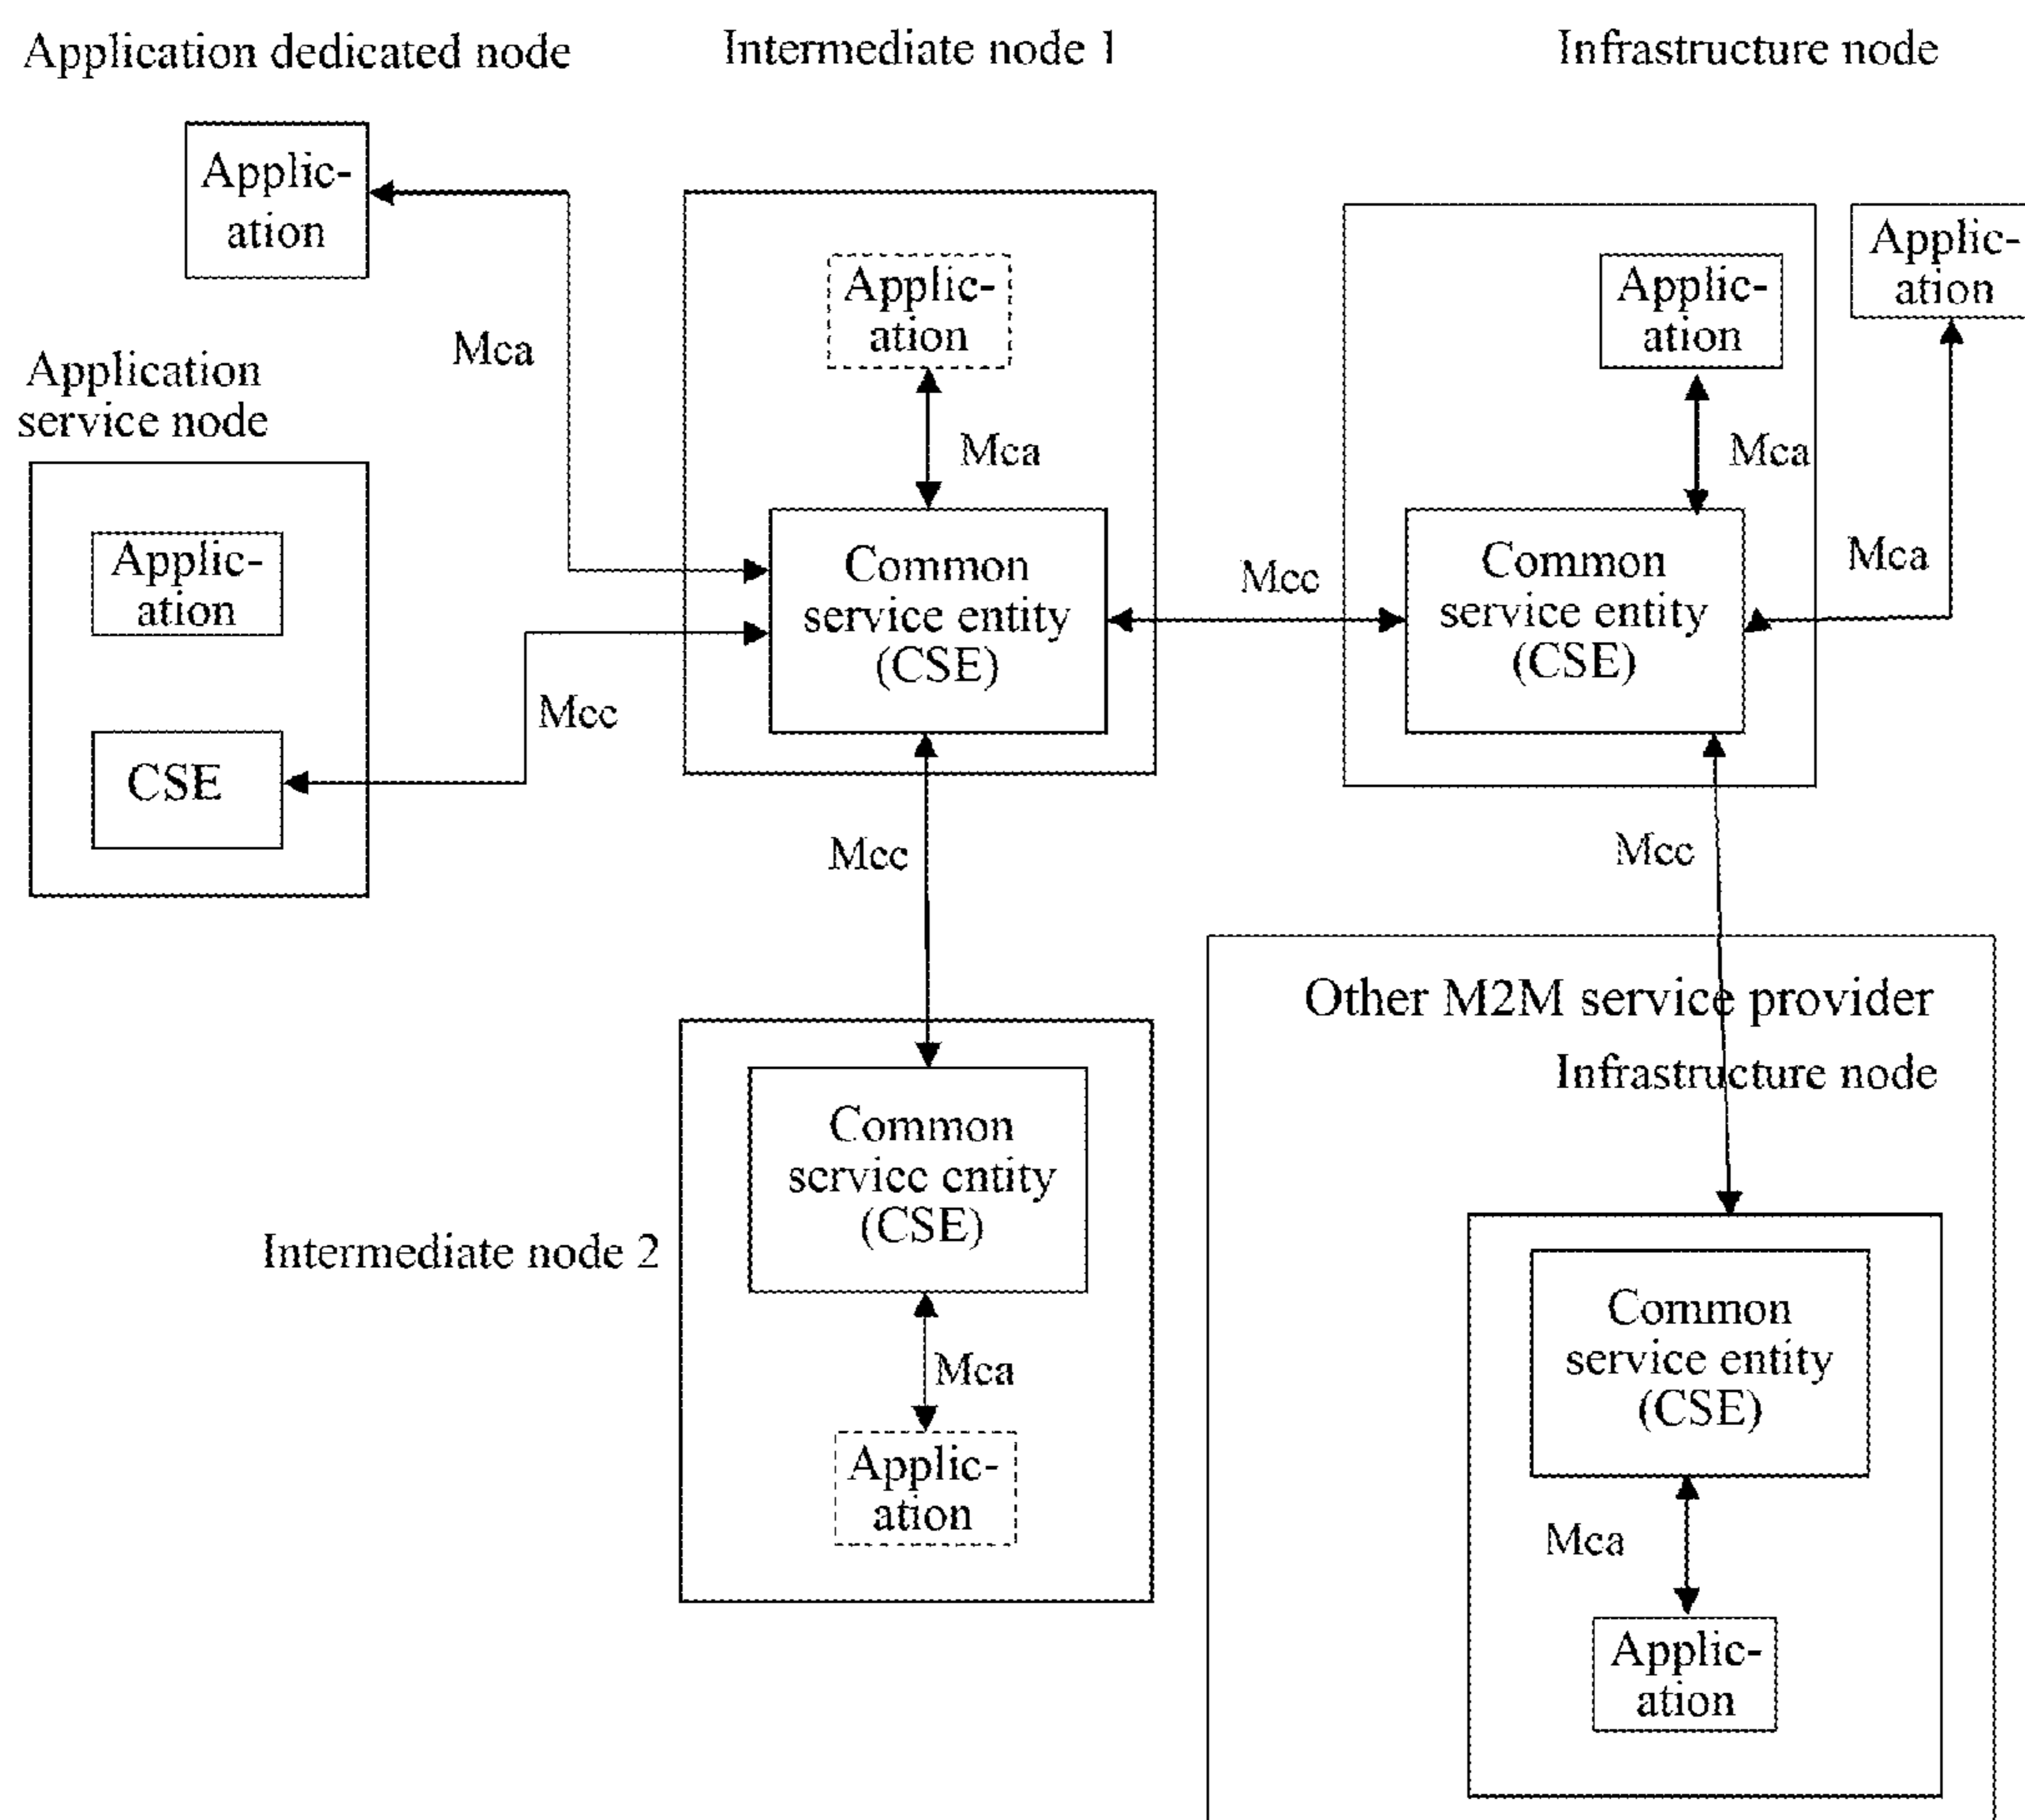 Application dedicated node
Intermediate node 1
Infrastructure node
Applic-
ation
Applic-
ation
Applic-
ation
Applic-
ation
Mca
Application
service node
Mca
Mca
Applic-
ation
Common
service entity
(CSE)
Mcc
Common
service entity
(CSE)
Mca
CSE
Mcc
Mcc
Mcc
Other M2M service provider
Infrastructure node
Common
service entity
(CSE)
Intermediate node 2
Common
service entity
(CSE)
Mca
Applic-
ation
Mca
Applic-
ation